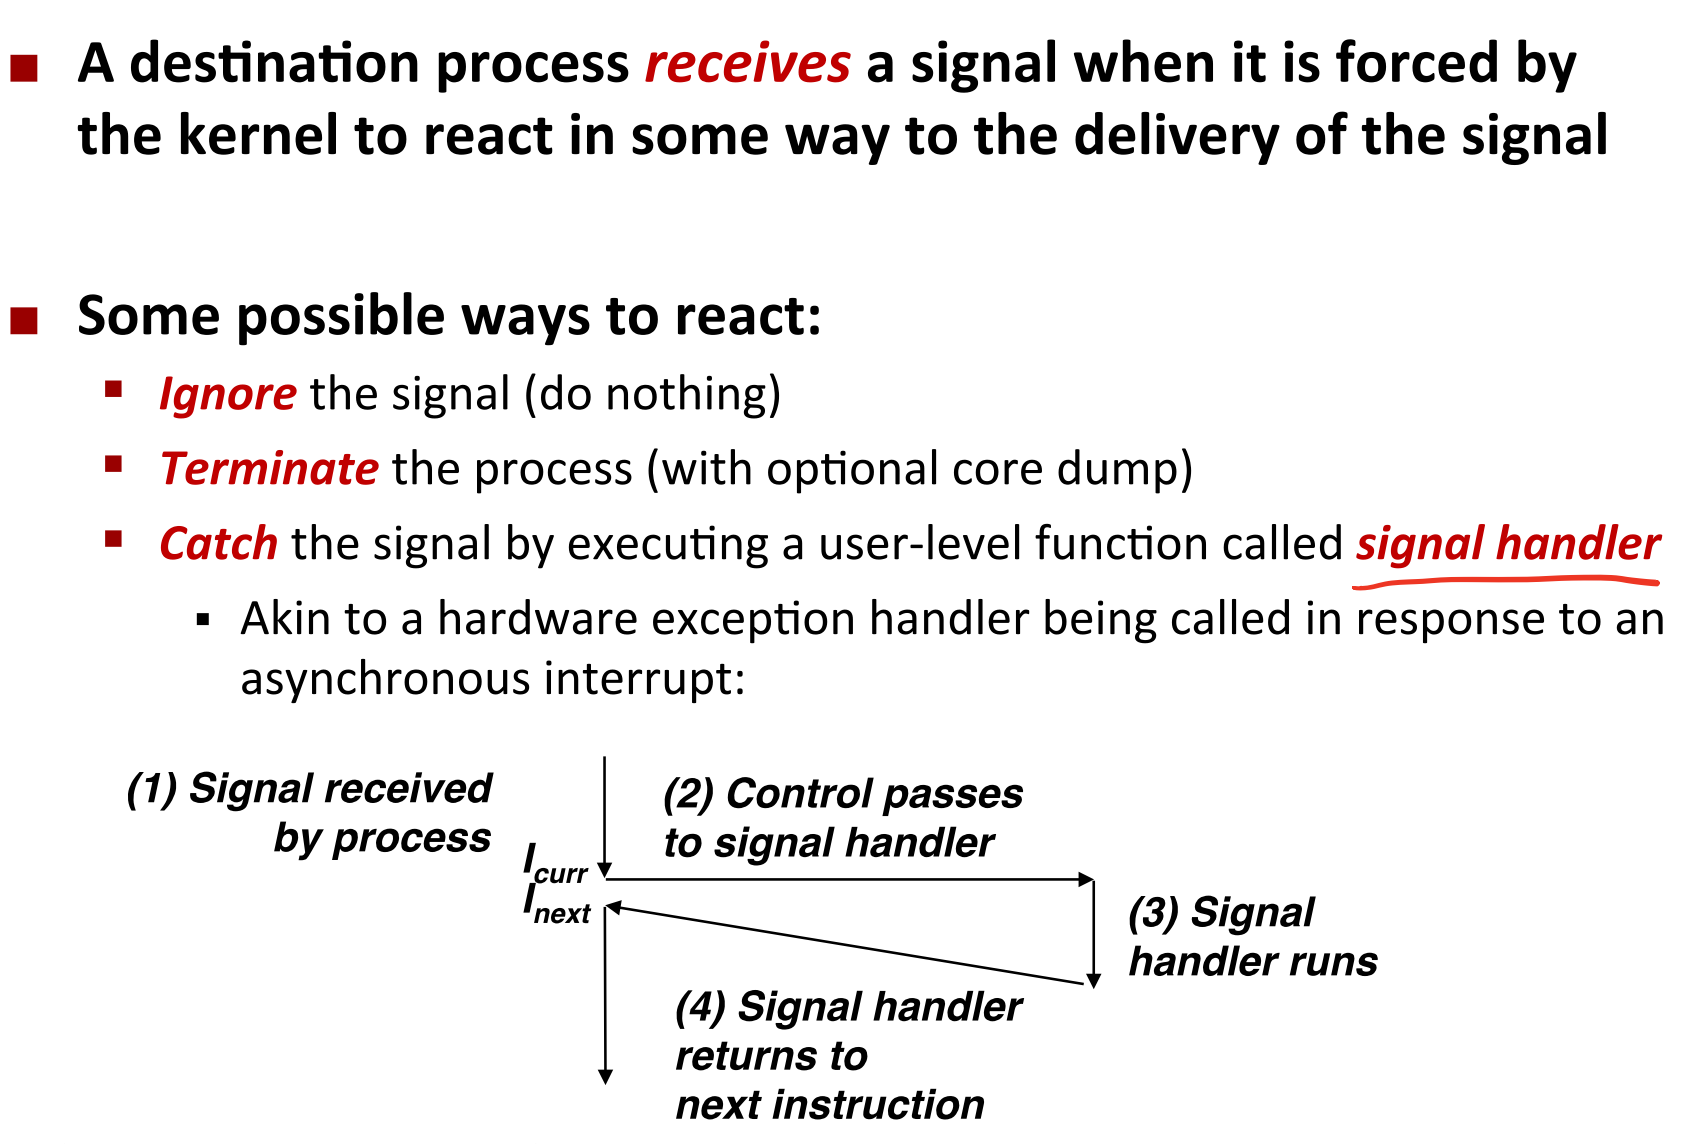 A destination process receives a signal when it is forced by
the kernel to react in some way to the delivery of the signal
Some possible ways to react:
Ignore the signal (do nothing)
Terminate the process (with optional core dump)
Catch the signal by executing a user-level function called signal handler
Akin to a hardware exception handler being called in response to an
asynchronous interrupt:
(1) Signal received
by process
(2) Control passes
to signal handler
Icurr
Inext
(3) Signal
handler runs
(4) Signal handler
returns to
next instruction